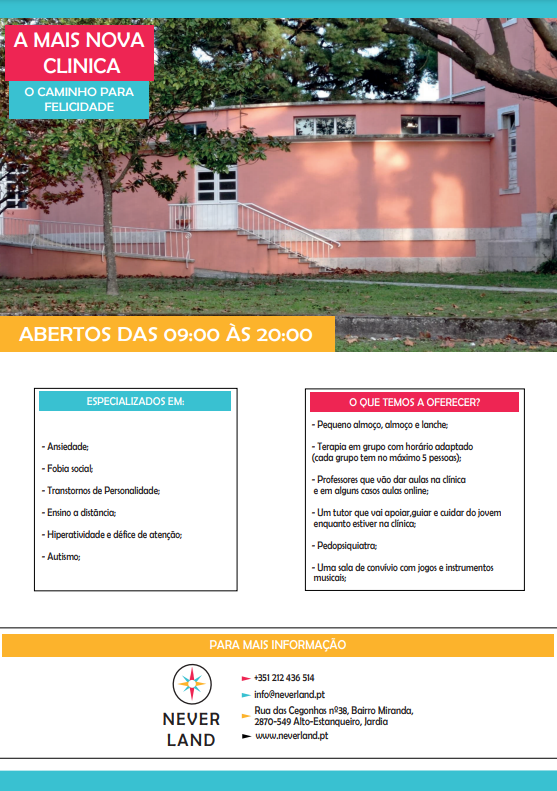 A MAIS NOVA
CLINICA
O CAMINHO PARA
FELICIDADE
ABERTOS DAS 09:00 ÀS 20:00
ESPECIALIZADOS EM:
- Ansiedade;
- Fobia social;
- Transtornos de Personalidade;
- Ensino a distância;
- Hiperatividade e défice de atenção;
- Autismo;
O QUE TEMOS A OFERECER?
- Pequeno almoço, almoço e lanche;
- Terapia em grupo com horário adaptado
(cada grupo tem no máximo 5 pessoas);
- Professores que vão dar aulas na clínica
e em alguns casos aulas online;
- Um tutor que vai apoiar,guiar e cuidar do jovem
enquanto estiver na clínica;
- Pedopsiquiatra;
- Uma sala de convívio com jogos e instrumentos
musicais;
PARA MAIS INFORMAÇÃO
NEVER
LAND
+351 212 436 514
info@neverland.pt
Rua das Cegonhas nº38, Bairro Miranda,
2870-549 Alto-Estanqueiro, Jardia
www.neverland.pt